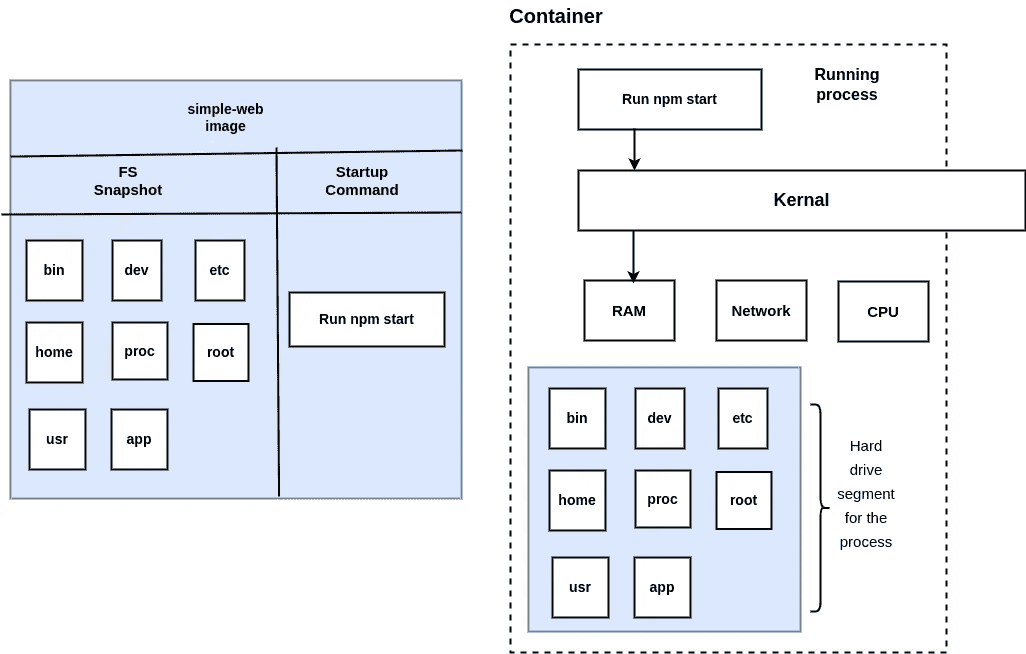 simple-web
image
FS
Snapshot
Startup
Command
bin
dev
etc
home
proc
root
usr
app
Run npm start
Container
Running
process
Run npm start
Kernal
RAM
Network
CPU
bin
dev
etc
home
proc
root
usr
app
Hard
drive
segment
for the
process